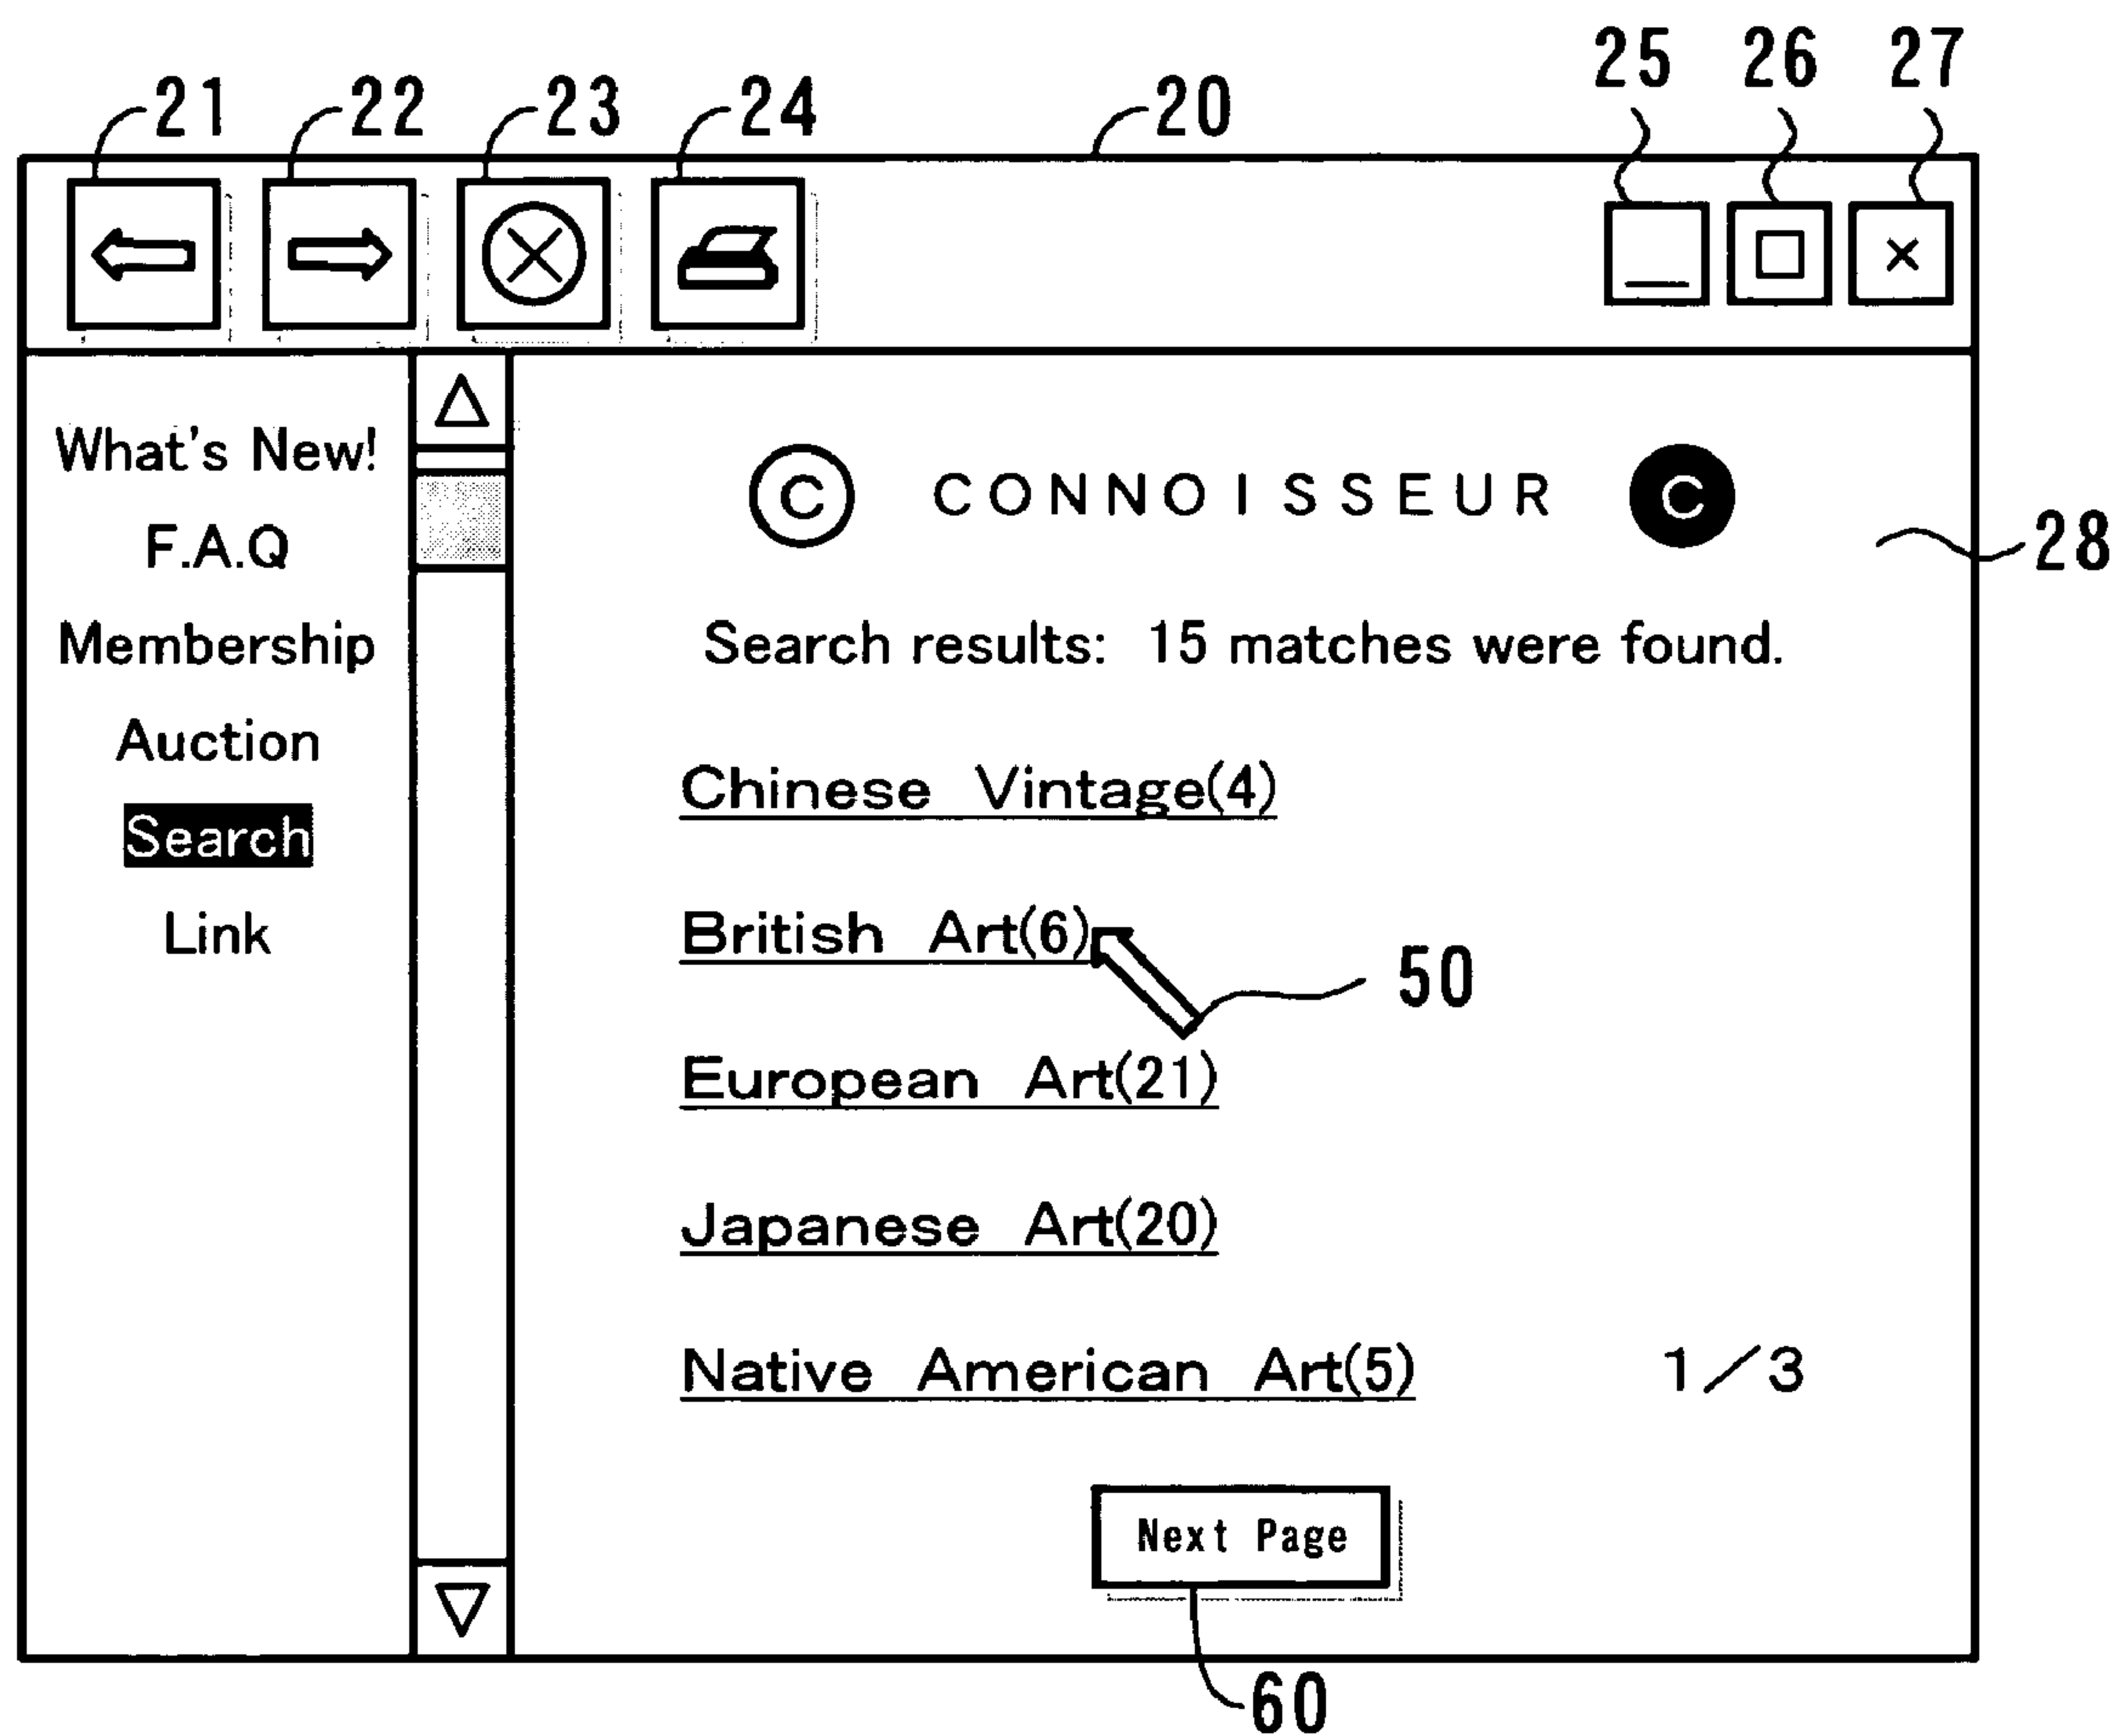 25 26 27
21 22 23 24 20
×
What's New!
F.A.Q
Membership
Auction
Search
Link
© CONNOISSEUR ©
28
Search results: 15 matches were found.
Chinese Vintage(4)
British Art(6)
50
European Art(21)
Japanese Art(20)
Native American Art(5)
1/3
Next Page
60